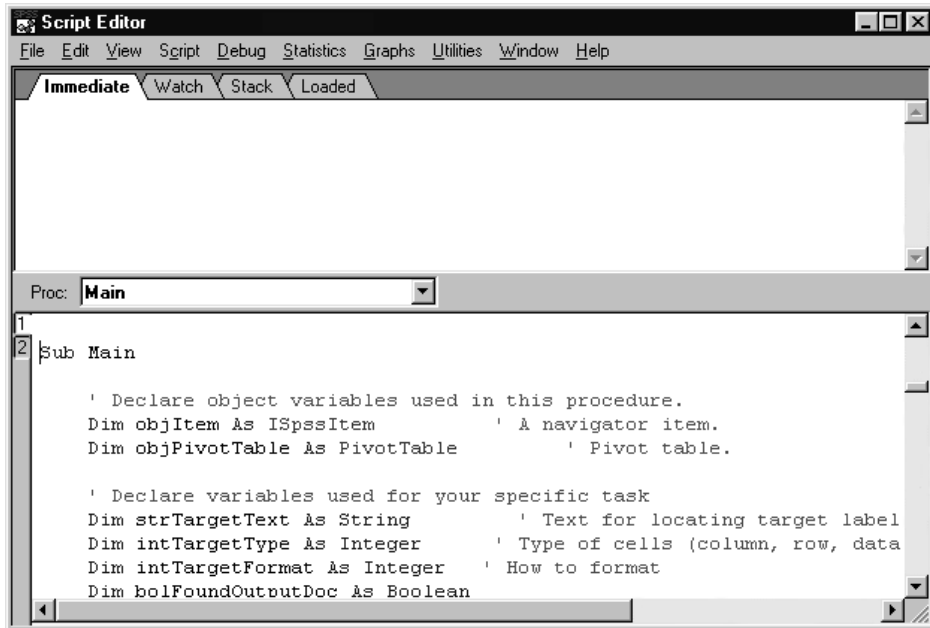 Script Editor
File Edit View Script Debug Statistics Graphs Utilities Window Help
Immediate Watch Stack Loaded
Proc: Main
1
2 Sub Main
' Declare object variables used in this procedure.
Dim objItem As ISpssItem ' A navigator item.
Dim objPivotTable As PivotTable ' Pivot table.
' Declare variables used for your specific task
Dim strTargetText As String ' Text for locating target label
Dim intTargetType As Integer ' Type of cells (column, row, data
Dim intTargetFormat As Integer ' How to format
Dim bolFoundOutputDoc As Boolean